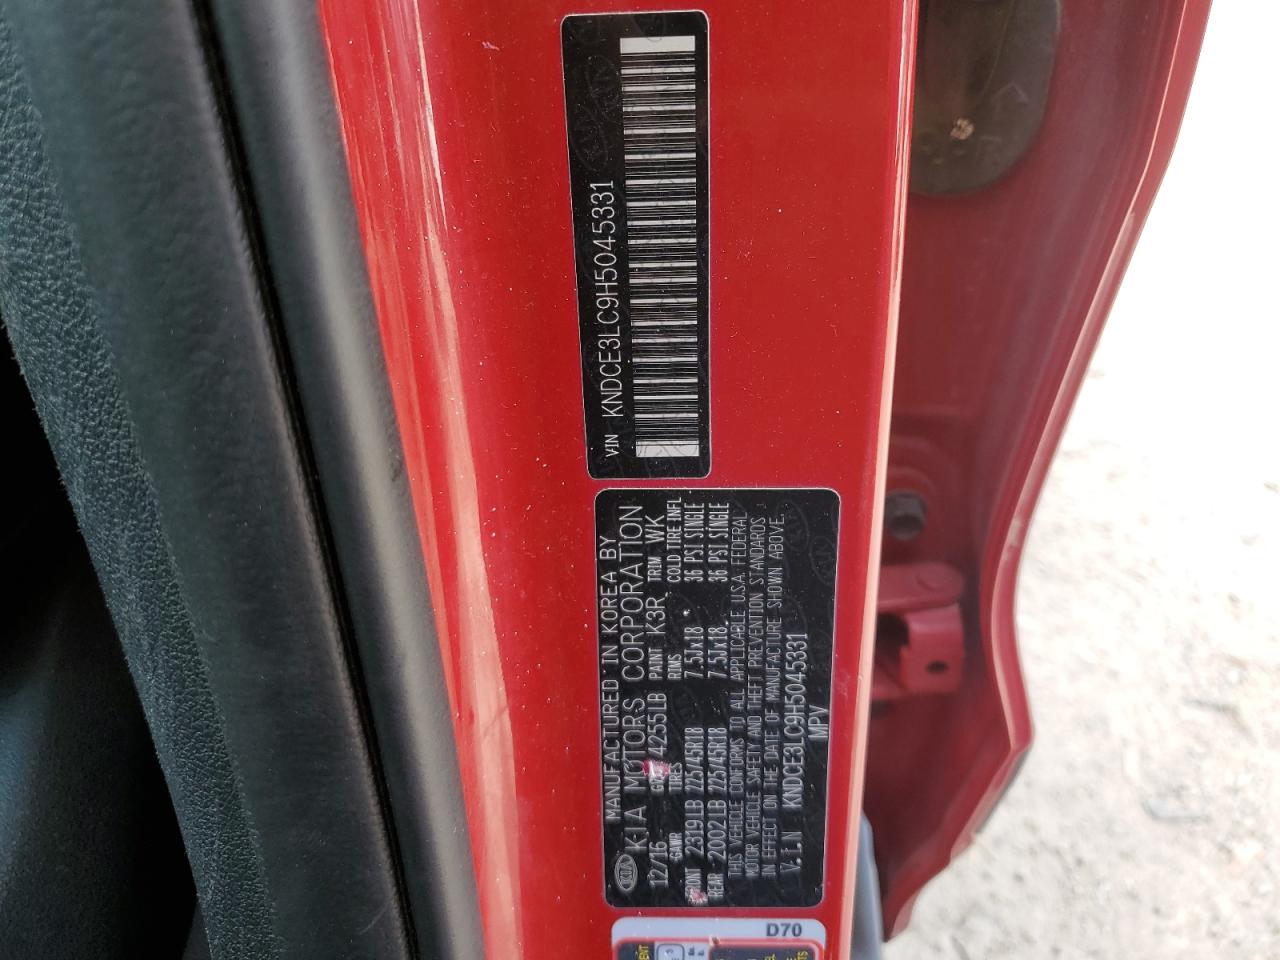 VIN KNDCE3LC9H5045331
MANUFACTURED IN KOREA BY
KIA MOTORS CORPORATION
12/16 4255LB PAINT K3R TRIM WK
GAWR TIRES RIMS COLD TIRE INFL
FRONT 2319LB 225/45R18 7.5Jx18 36 PSI SINGLE
REAR 2002LB 225/45R18 7.5Jx18 36 PSI SINGLE
THIS VEHICLE CONFORMS TO ALL APPLICABLE U.S.A. FEDERAL
MOTOR VEHICLE SAFETY AND THEFT PREVENTION STANDARDS
IN EFFECT ON THE DATE OF MANUFACTURE SHOWN ABOVE.
V.I.N KNDCE3LC9H5045331
MPV
D70